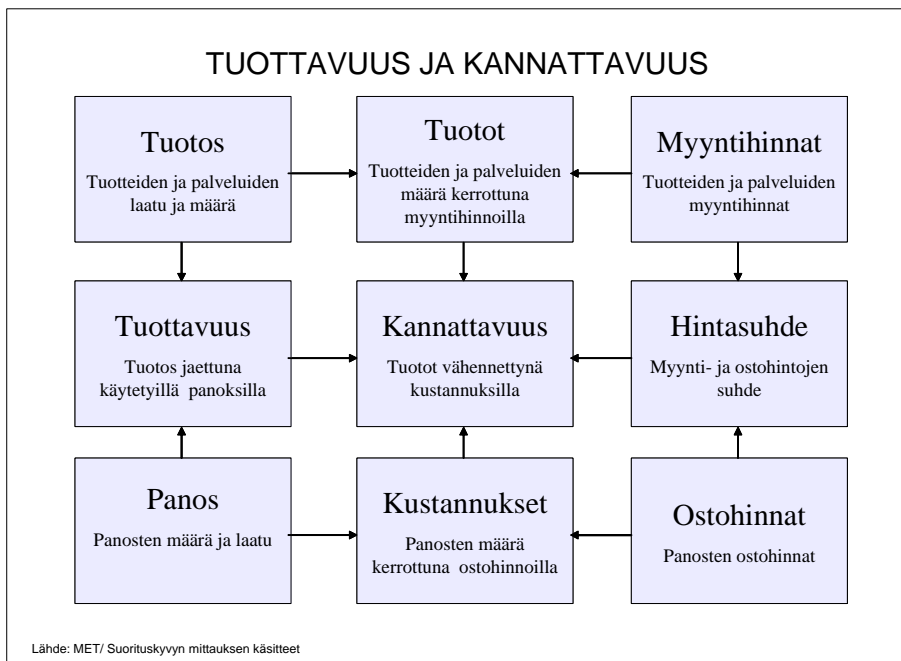 TUOTTAVUUS JA KANNATTAVUUS
Tuotos
Tuotteiden ja palveluiden
laatu ja määrä
Tuotot
Tuotteiden ja palveluiden
määrä kerrottuna
myyntihinnoilla
Myyntihinnat
Tuotteiden ja palveluiden
myyntihinnat
Tuottavuus
Tuotos jaettuna
käytetyillä panoksilla
Kannattavuus
Tuotot vähennettynä
kustannuksilla
Hintasuhde
Myynti- ja ostohintojen
suhde
Panos
Panosten määrä ja laatu
Kustannukset
Panosten määrä
kerrottuna ostohinnoilla
Ostohinnat
Panosten ostohinnat
Lähde: MET/ Suorituskyvyn mittauksen käsitteet